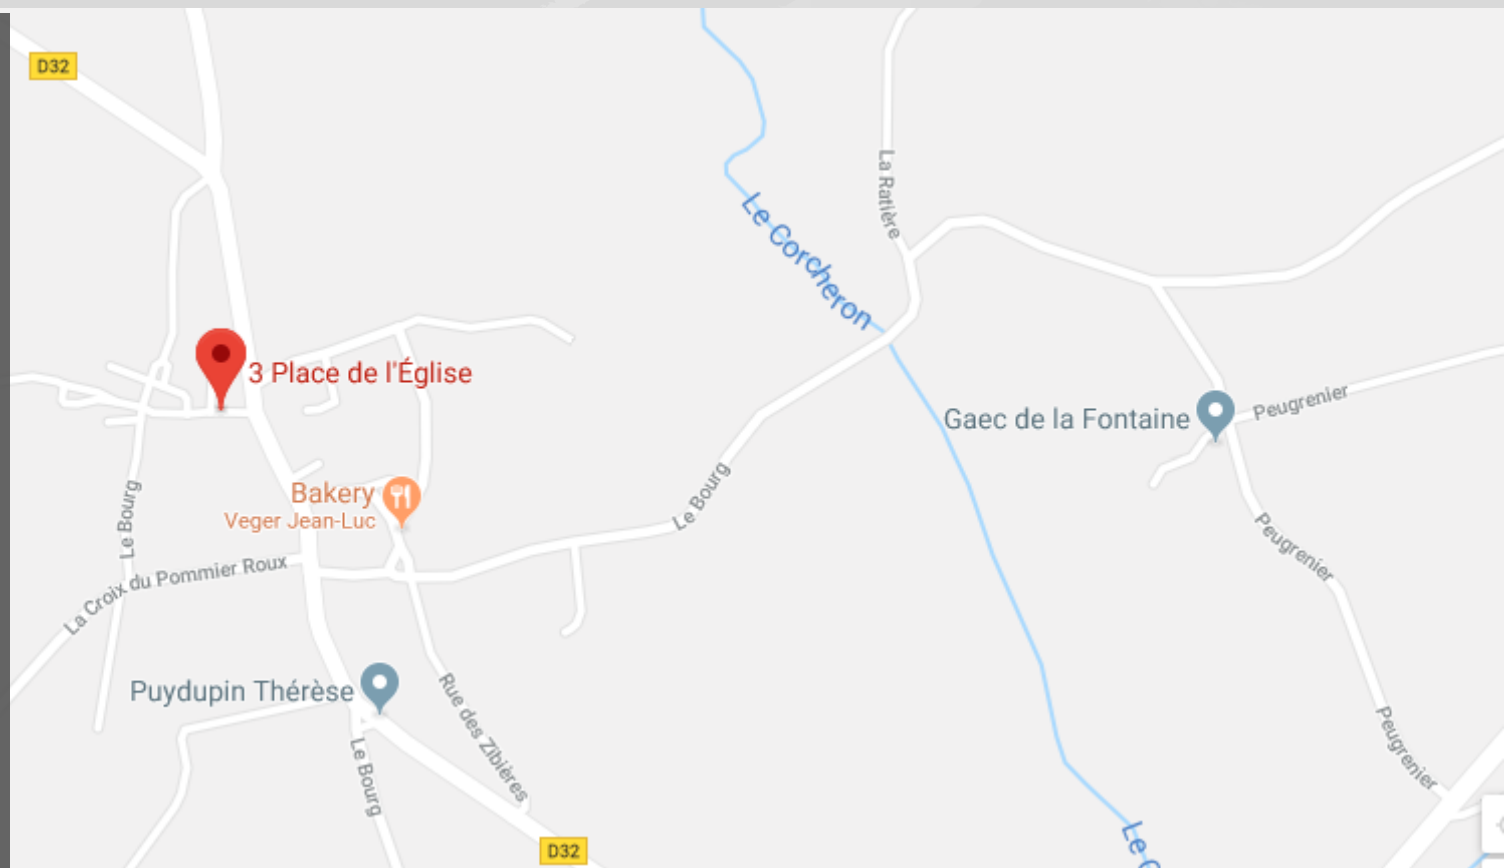 D32
La Ratière
Le Corcheron
3 Place de l'Église
Gaec de la Fontaine
Peugrenier
Bakery
Veger Jean-Luc
Le Bourg
Le Bourg
Peugrenier
La Croix du Pommier Roux
Puydupin Thérèse
Rue des Zibières
Le Bourg
Peugrenier
D32
Le C